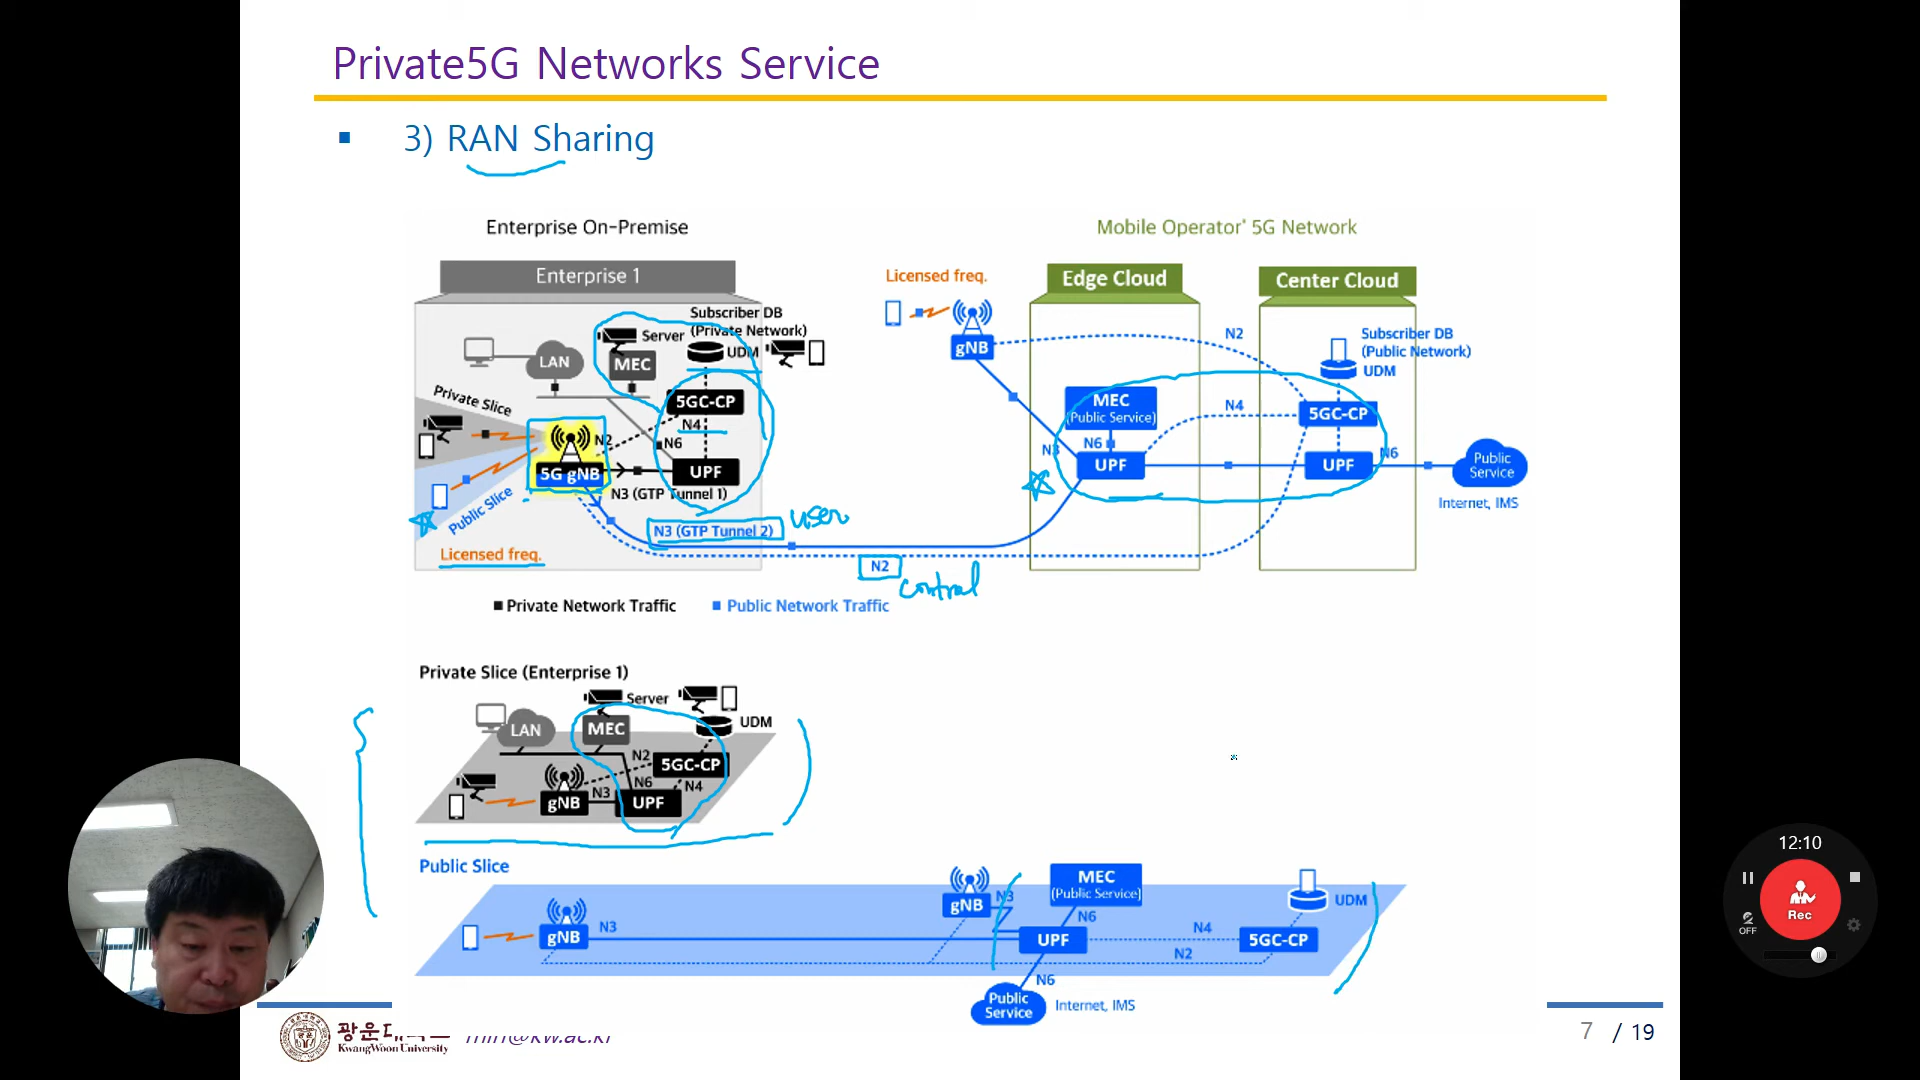 Private5G Networks Service
3) RAN Sharing
Enterprise On-Premise
Mobile Operator' 5G Network
Enterprise 1
Licensed freq.
Edge Cloud
Center Cloud
Subscriber DB
(Private Network)
Server
UDM
MEC
LAN
gNB
N2
Subscriber DB
(Public Network)
UDM
Private Slice
5GC-CP
N4
N2
N6
5G gNB
UPF
N3 (GTP Tunnel 1)
MEC
(Public Service)
N4
5GC-CP
N3
N6
UPF
UPF
N6
Public Service
Internet, IMS
Public Slice
N3 (GTP Tunnel 2)
user
Licensed freq.
N2
control
Private Network Traffic
Public Network Traffic
Private Slice (Enterprise 1)
Server
UDM
LAN
MEC
N2
5GC-CP
N6
N4
N3
gNB
UPF
Public Slice
MEC
(Public Service)
N3
gNB
UDM
N6
gNB
N3
UPF
N4
N2
5GC-CP
N6
Public Service
Internet, IMS
KwangWoon University
7 / 19
12:10
Rec
OFF